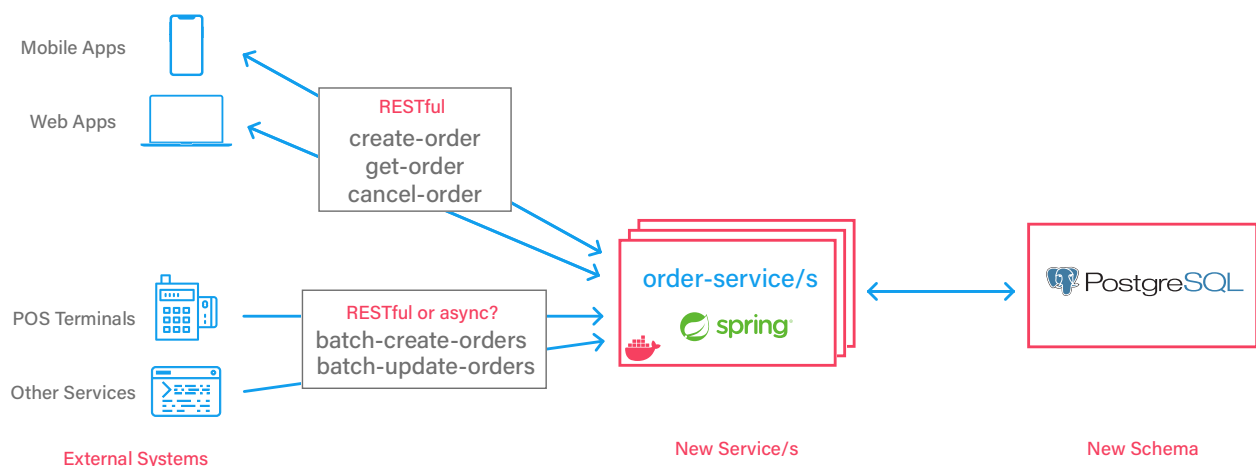 Mobile Apps
Web Apps
RESTful
create-order
get-order
cancel-order
POS Terminals
Other Services
RESTful or async?
batch-create-orders
batch-update-orders
order-service/s
spring
PostgreSQL
External Systems
New Service/s
New Schema